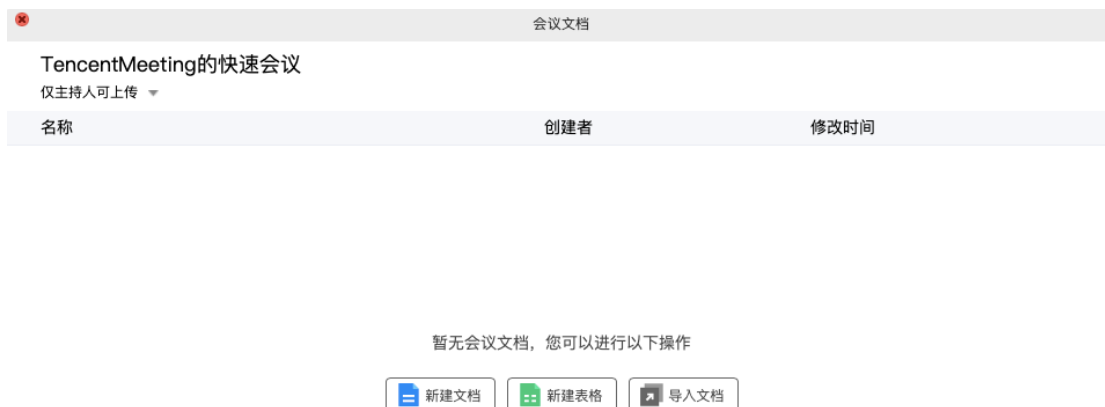 会议文档
TencentMeeting的快速会议
仅主持人可上传
名称 创建者 修改时间
暂无会议文档，您可以进行以下操作
新建文档 新建表格 导入文档